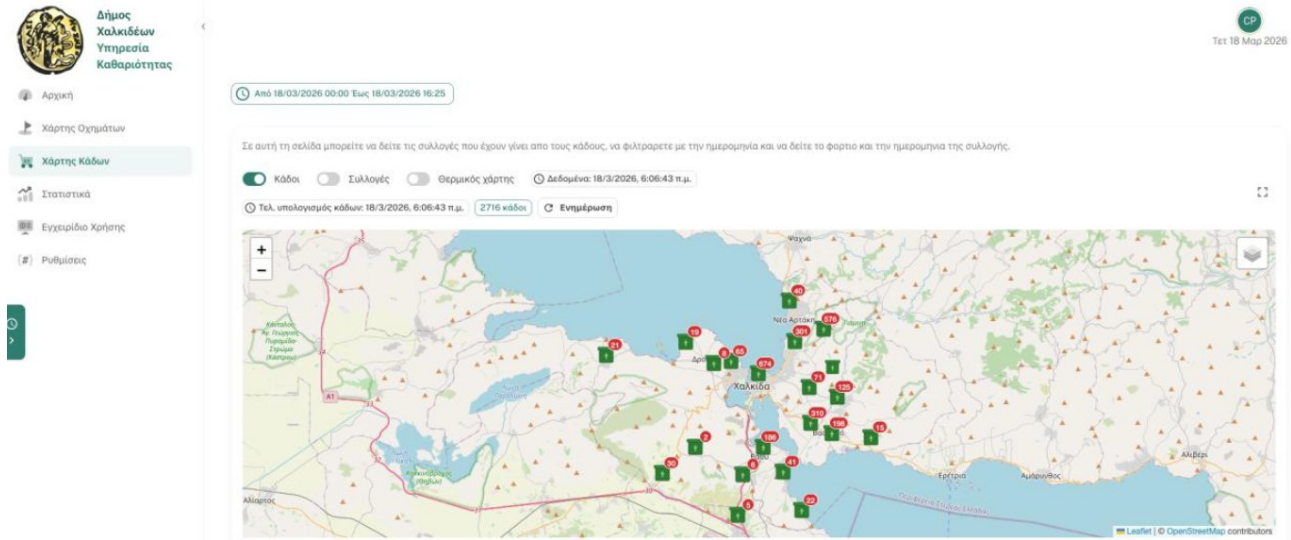 Δήμος
Χαλκιδέων
Υπηρεσία
Καθαριότητας
CP
Τετ 18 Μαρ 2026
Αρχική
Χάρτης Οχημάτων
Χάρτης Κάδων
Στατιστικά
Εγχειρίδιο Χρήσης
Ρυθμίσεις
Από 18/03/2026 00:00 Έως 18/03/2026 16:25
Σε αυτή τη σελίδα μπορείτε να δείτε τις συλλογές που έχουν γίνει απο τους κάδους, να φιλτραρετε με την ημερομηνία και να δείτε το φορτιο και την ημερομηνια της συλλογής.
Κάδοι Συλλογές Θερμικός χάρτης Δεδομένα: 18/3/2026, 6:06:43 π.μ.
Τελ. υπολογισμός κάδων: 18/3/2026, 6:06:43 π.μ. 2716 κάδοι Ενημέρωση
+
−
Ψαχνά
40
Νέα Αρτάκη
576
301
19
21
8
65
674
Χαλκίδα
71
125
310
198
15
2
186
30
6
41
5
22
A1
Ερέτρια
Αμάρυνθος
Αλιβέρι
Αλίαρτος
Leaflet | © OpenStreetMap contributors